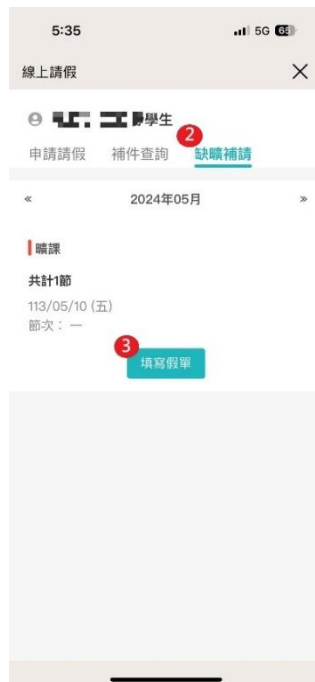 5:35 5G
線上請假
學生
2
申請請假 補件查詢 缺曠補請
« 2024年05月 »
曠課
共計1節
113/05/10 (五)
節次： 一
3
填寫假單